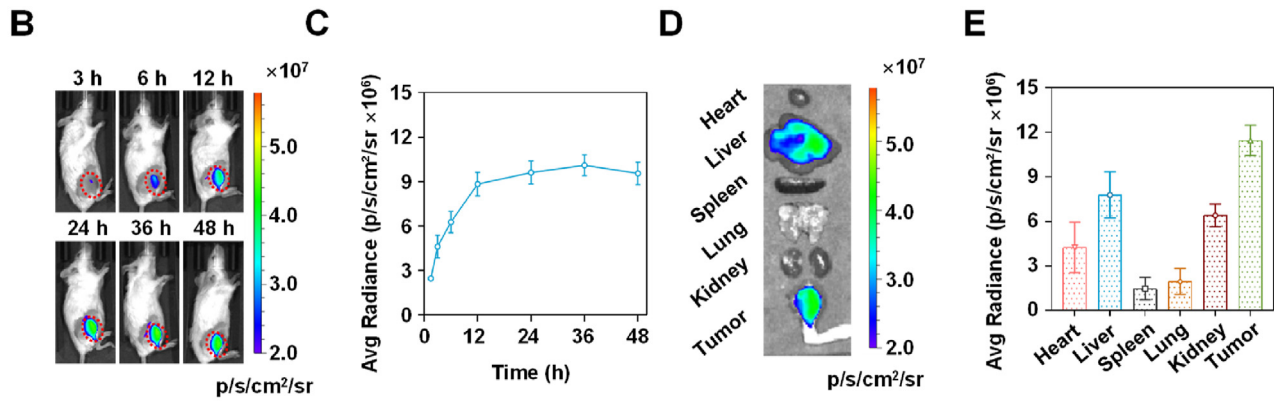 B
3 h 6 h 12 h
24 h 36 h 48 h
×10⁷
5.0
4.0
3.0
2.0
p/s/cm²/sr
C
Avg Radiance (p/s/cm²/sr ×10⁶)
15
12
9
6
3
0
0 12 24 36 48
Time (h)
D
Heart
Liver
Spleen
Lung
Kidney
Tumor
×10⁷
5.0
4.0
3.0
2.0
p/s/cm²/sr
E
Avg Radiance (p/s/cm²/sr ×10⁶)
15
12
9
6
3
0
Heart Liver Spleen Lung Kidney Tumor